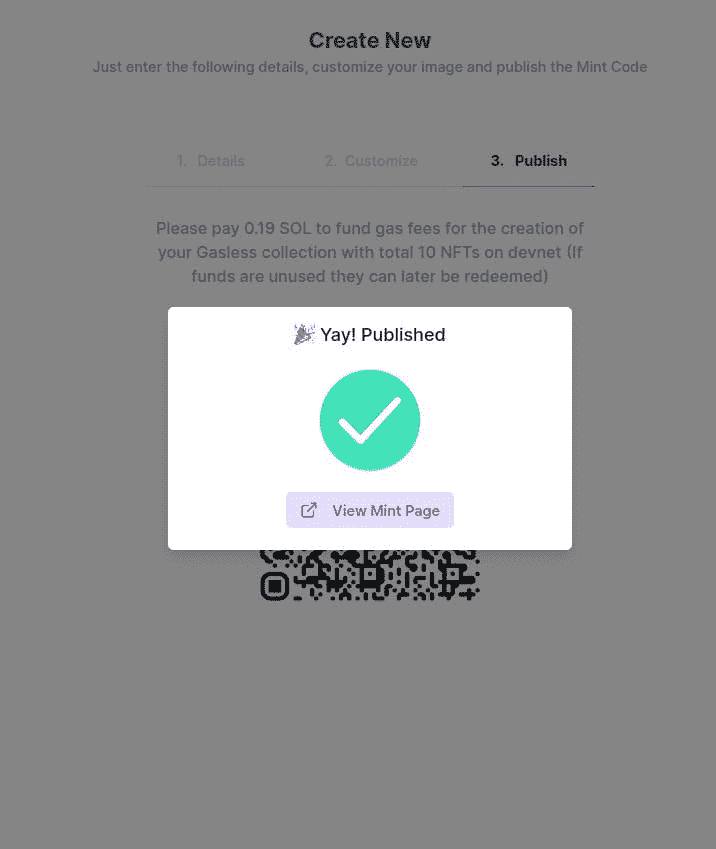 Create New
Just enter the following details, customize your image and publish the Mint Code
1. Details 2. Customize 3. Publish
Please pay 0.19 SOL to fund gas fees for the creation of
your Gasless collection with total 10 NFTs on devnet (If
funds are unused they can later be redeemed)
🎉 Yay! Published
View Mint Page